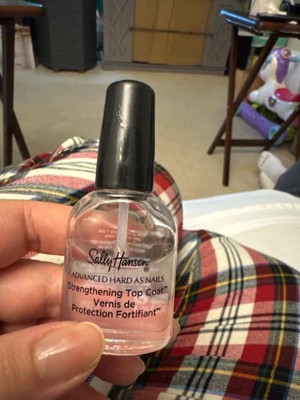 Sally Hansen®
ADVANCED HARD AS NAILS
Strengthening Top Coat™
Vernis de
Protection Fortifiant™